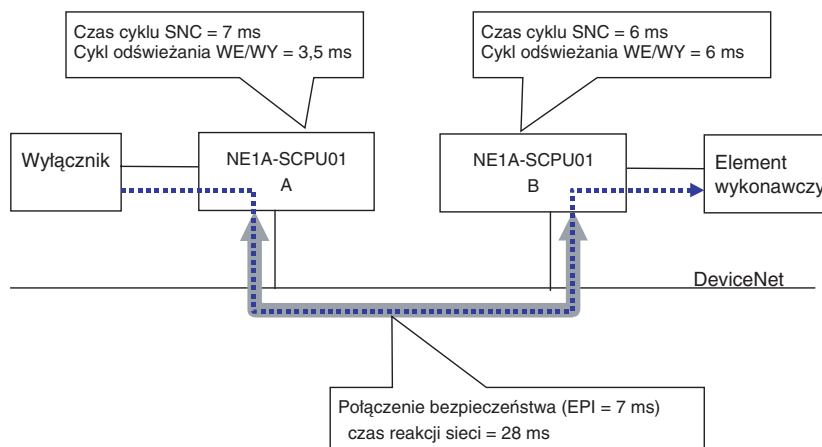 Czas cyklu SNC = 7 ms
Cykl odświeżania WE/WY = 3,5 ms
Czas cyklu SNC = 6 ms
Cykl odświeżania WE/WY = 6 ms
Wyłącznik
NE1A-SCPU01
A
NE1A-SCPU01
B
Element
wykonawczy
DeviceNet
Połączenie bezpieczeństwa (EPI = 7 ms)
czas reakcji sieci = 28 ms